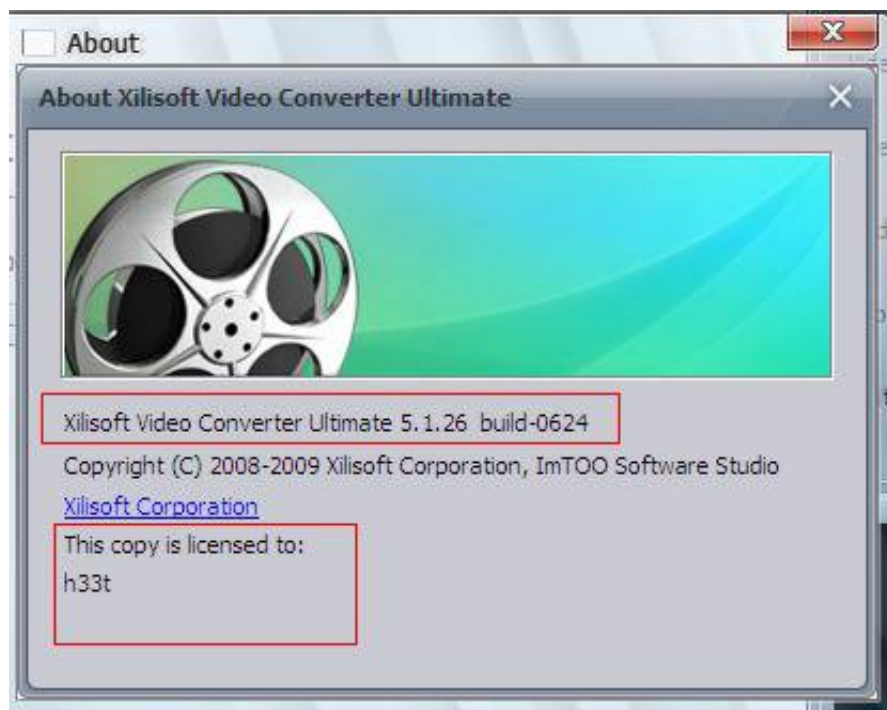 About
About Xilisoft Video Converter Ultimate
Xilisoft Video Converter Ultimate 5.1.26 build-0624
Copyright (C) 2008-2009 Xilisoft Corporation, ImTOO Software Studio
Xilisoft Corporation
This copy is licensed to:
h33t